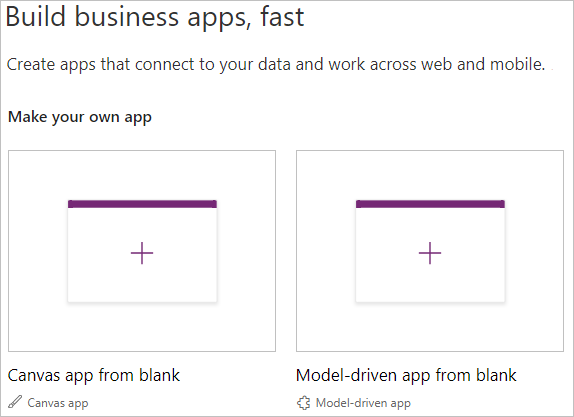 Build business apps, fast
Create apps that connect to your data and work across web and mobile.
Make your own app
Canvas app from blank
Model-driven app from blank
Canvas app
Model-driven app